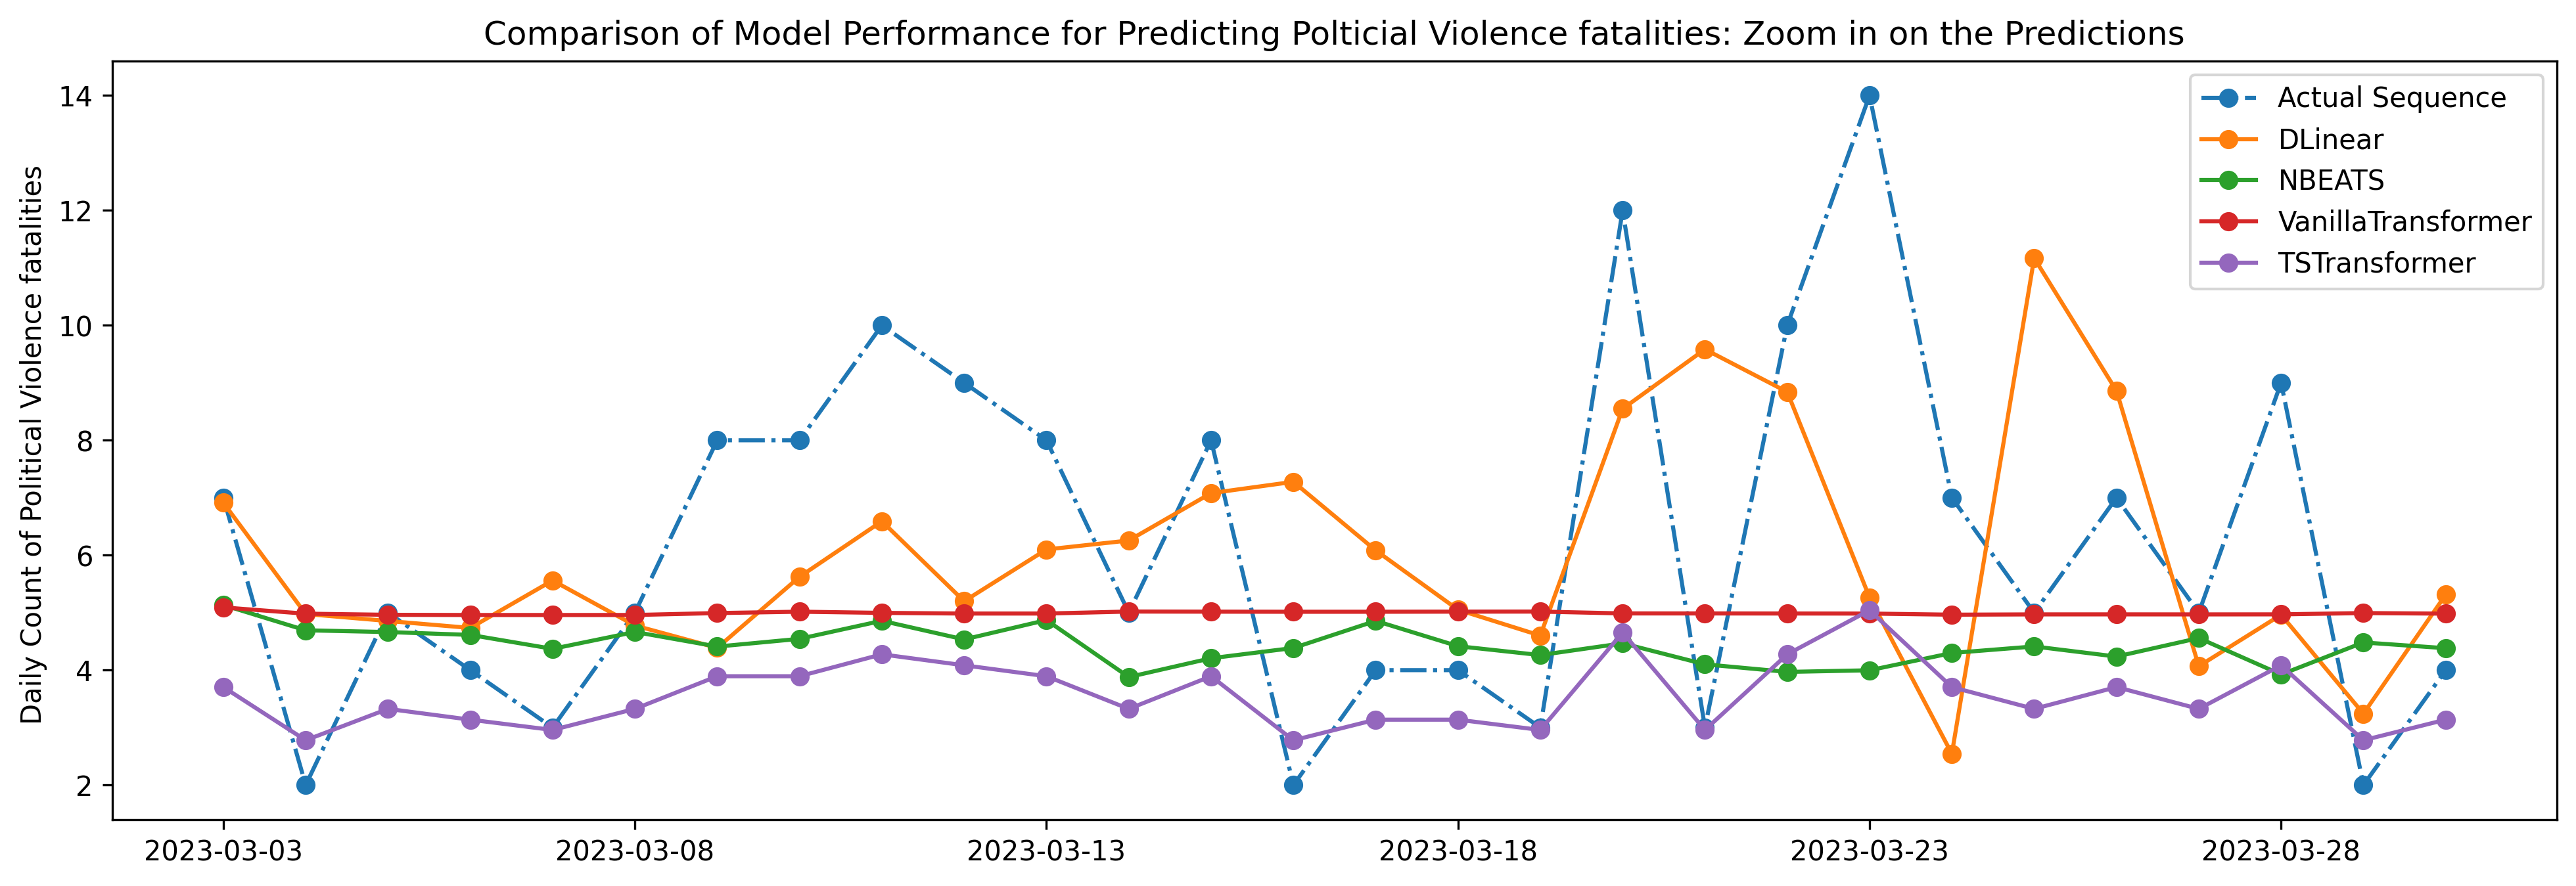 Comparison of Model Performance for Predicting Polticial Violence fatalities: Zoom in on the Predictions
Daily Count of Political Violence fatalities
14
12
10
8
6
4
2
Actual Sequence
DLinear
NBEATS
VanillaTransformer
TSTransformer
2023-03-03
2023-03-08
2023-03-13
2023-03-18
2023-03-23
2023-03-28